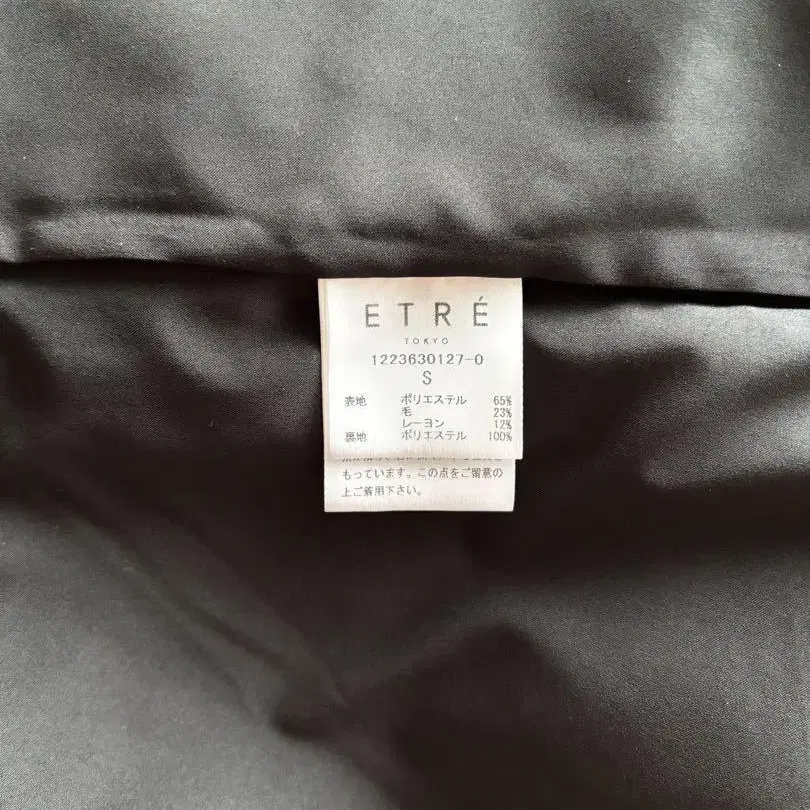 ETRÉ
TOKYO
1223630127-0
S
表地 ポリエステル 65%
毛 23%
レーヨン 12%
裏地 ポリエステル 100%
もっています。この点をご留意の
上ご着用下さい。